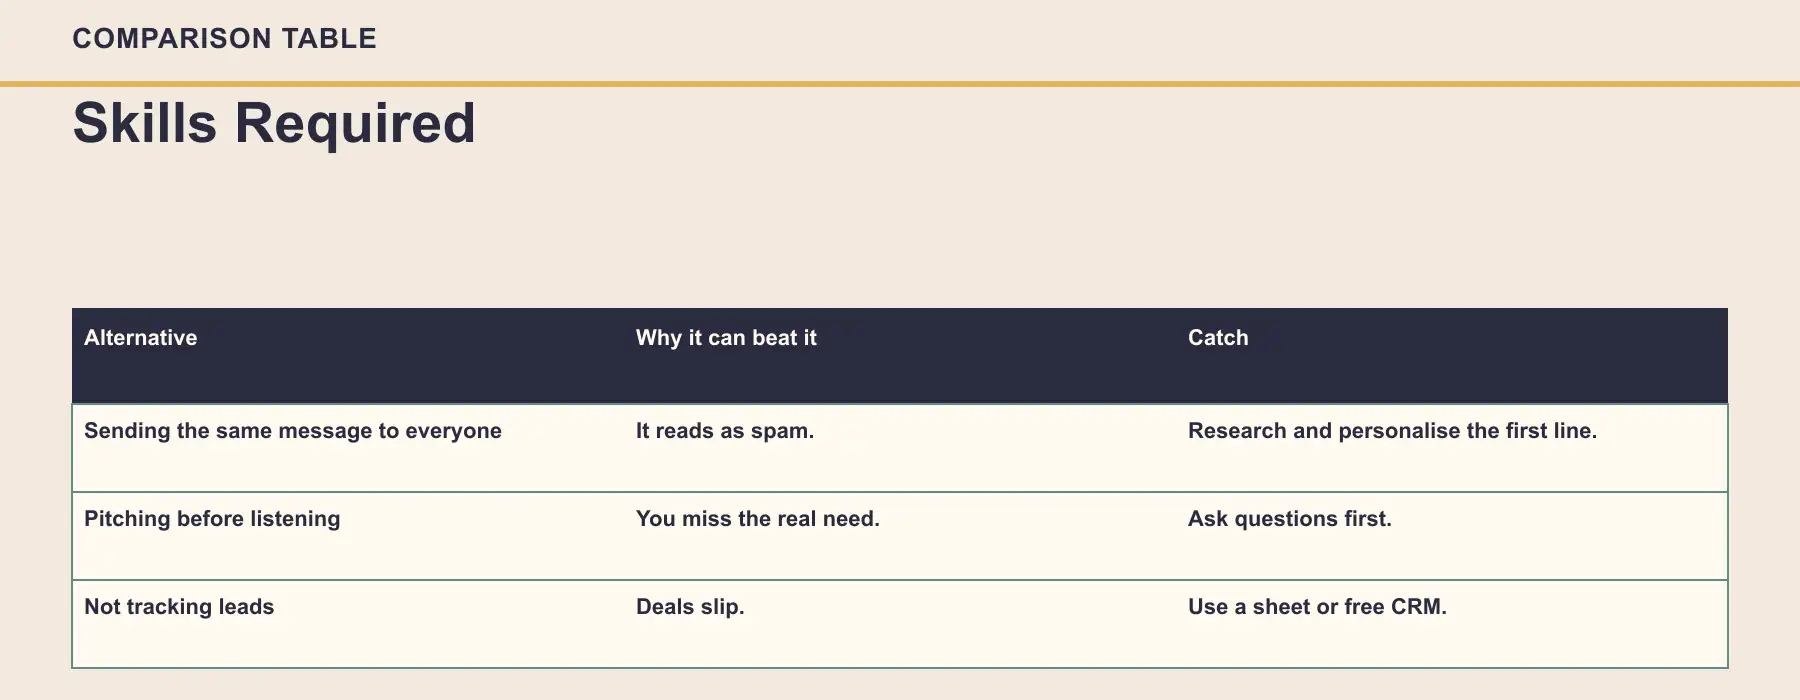 COMPARISON TABLE
Skills Required
Alternative Why it can beat it Catch
Sending the same message to everyone It reads as spam. Research and personalise the first line.
Pitching before listening You miss the real need. Ask questions first.
Not tracking leads Deals slip. Use a sheet or free CRM.